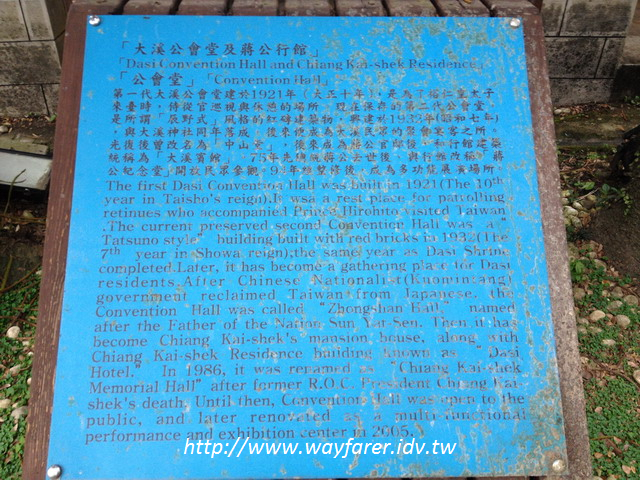 「大溪公會堂及蔣公行館」
「Dasi Convention Hall and Chiang Kai-shek Residence」
「公會堂」「Convention Hall」
第一代大溪公會堂建於1921年（大正十年），是為了裕仁皇太子
來臺時，侍從官巡視與休憩的場所。現在保存的第二代公會堂，
是所謂「辰野式」風格的紅磚建築物，興建於1932年(昭和七年)
，與大溪神社同年落成，後來便成為大溪民眾的聚會宴客之所。
光復後曾改名為「中山堂」，後來成為蔣公官邸後，和行館建築
統稱為「大溪賓館」。75年先總統蔣公去世後，與行館改稱「蔣
公紀念堂」開放民眾參觀，94年經整修後，成為多功能展演場所。
The first Dasi Convention Hall was built in 1921(The 10th
year in Taisho's reign).It wsa a rest place for patrolling
retinues who accompanied Prince Hirohito visited Taiwan
.The current preserved second Convention Hall was a "
Tatsuno style" building built with red bricks in 1932(The
7th year in Showa reign),the same year as Dasi Shrine
completed.Later, it has become a gathering place for Dasi
residents.After Chinese Nationalist(Kuomintang)
government reclaimed Taiwan from Japanese, the
Convention Hall was called "Zhongshan Hall" named
after the Father of the Nation Sun Yat-Sen. Then it has
become Chiang Kai-shek's mansion house, along with
Chiang Kai-shek Residence building known as "Dasi
Hotel." In 1986, it was renamed as "Chiang Kai-shek
Memorial Hall" after former R.O.C. President Chiang Kai-
shek's death. Until then, Convention Hall was open to the
public, and later renovated as a multi-functional
performance and exhibition center in 2005.
http://www.wayfarer.idv.tw